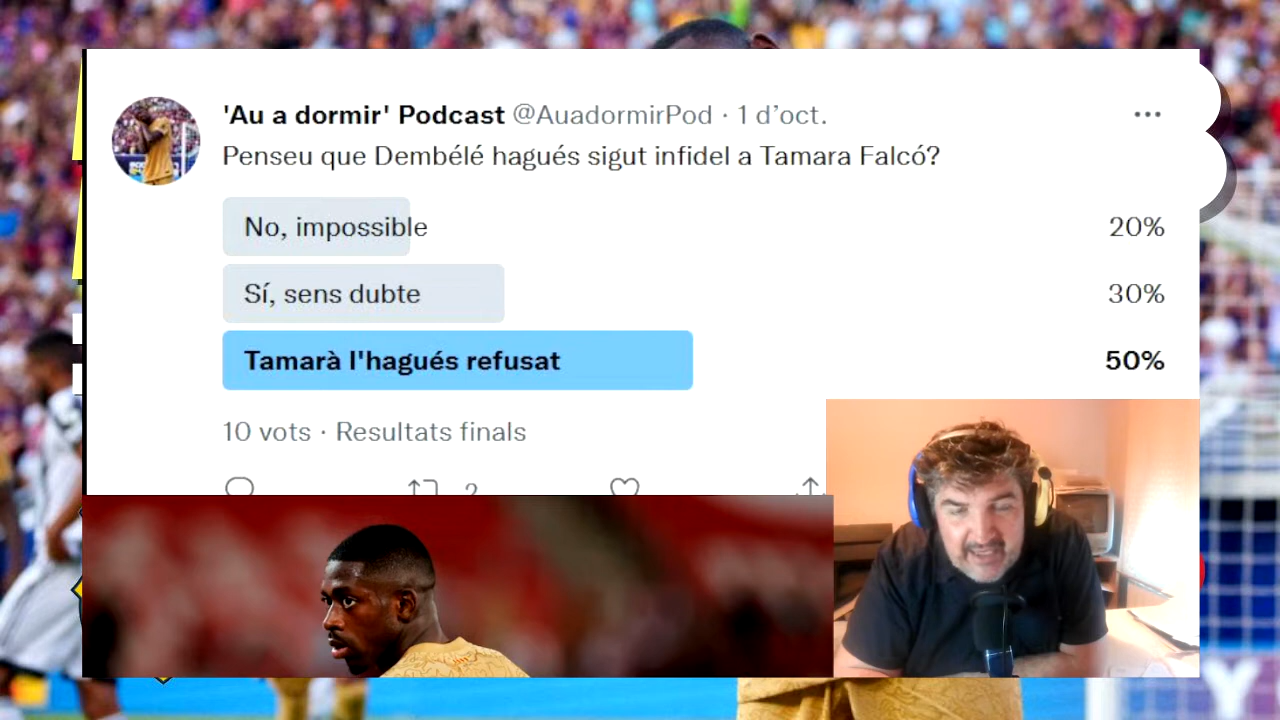 'Au a dormir' Podcast @AuadormirPod · 1 d’oct.
Penseu que Dembélé hagués sigut infidel a Tamara Falcó?
No, impossible 20%
Sí, sens dubte 30%
Tamarà l'hagués refusat 50%
10 vots · Resultats finals
2
Y